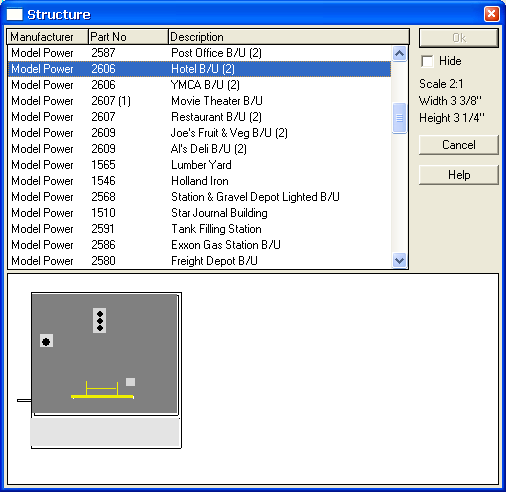 Structure
Manufacturer Part No Description
Model Power 2587 Post Office B/U (2)
Model Power 2606 Hotel B/U (2)
Model Power 2606 YMCA B/U (2)
Model Power 2607 (1) Movie Theater B/U
Model Power 2607 Restaurant B/U (2)
Model Power 2609 Joe's Fruit & Veg B/U (2)
Model Power 2609 Al's Deli B/U (2)
Model Power 1565 Lumber Yard
Model Power 1546 Holland Iron
Model Power 2568 Station & Gravel Depot Lighted B/U
Model Power 1510 Star Journal Building
Model Power 2591 Tank Filling Station
Model Power 2586 Exxon Gas Station B/U
Model Power 2580 Freight Depot B/U
Ok
Hide
Scale 2:1
Width 3 3/8"
Height 3 1/4"
Cancel
Help